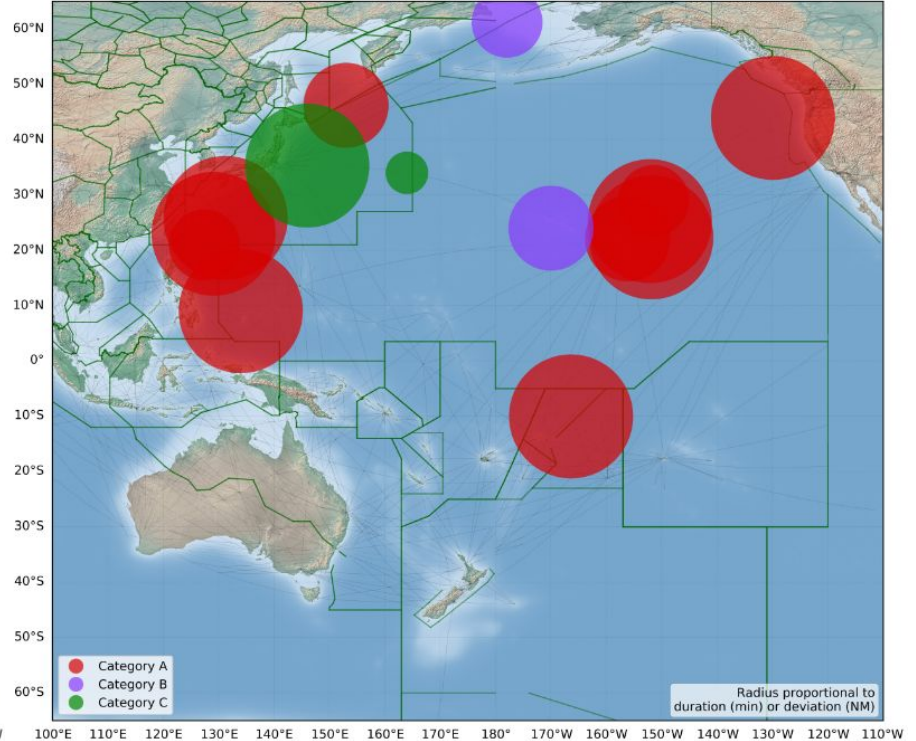 60°N
50°N
40°N
30°N
20°N
10°N
0°
10°S
20°S
30°S
40°S
50°S
60°S
Category A
Category B
Category C
Radius proportional to
duration (min) or deviation (NM)
100°E 110°E 120°E 130°E 140°E 150°E 160°E 170°E 180° 170°W 160°W 150°W 140°W 130°W 120°W 110°W